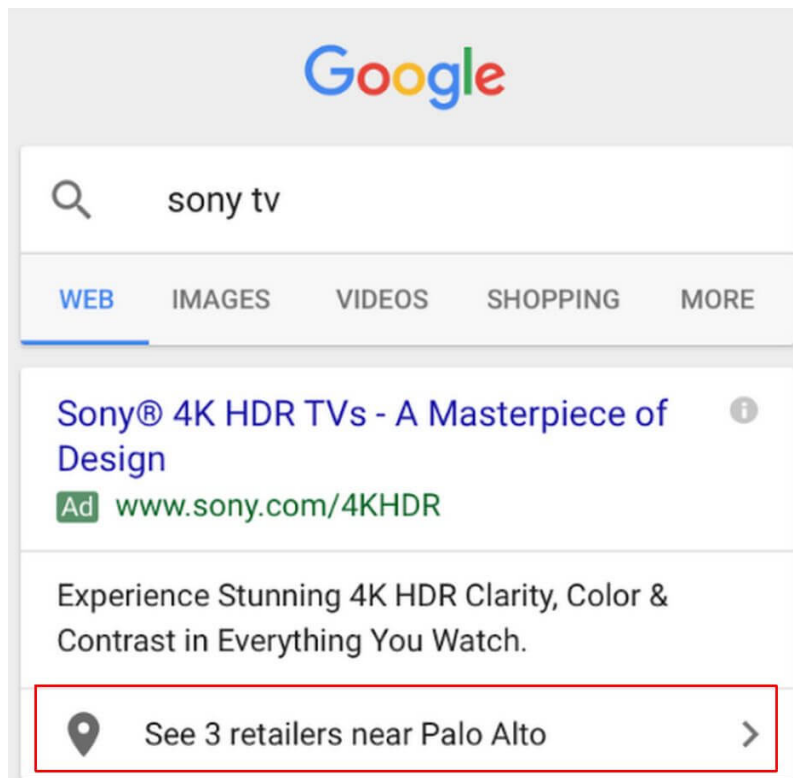 Google
sony tv
WEB IMAGES VIDEOS SHOPPING MORE
Sony® 4K HDR TVs - A Masterpiece of
Design
Ad www.sony.com/4KHDR
Experience Stunning 4K HDR Clarity, Color &
Contrast in Everything You Watch.
See 3 retailers near Palo Alto